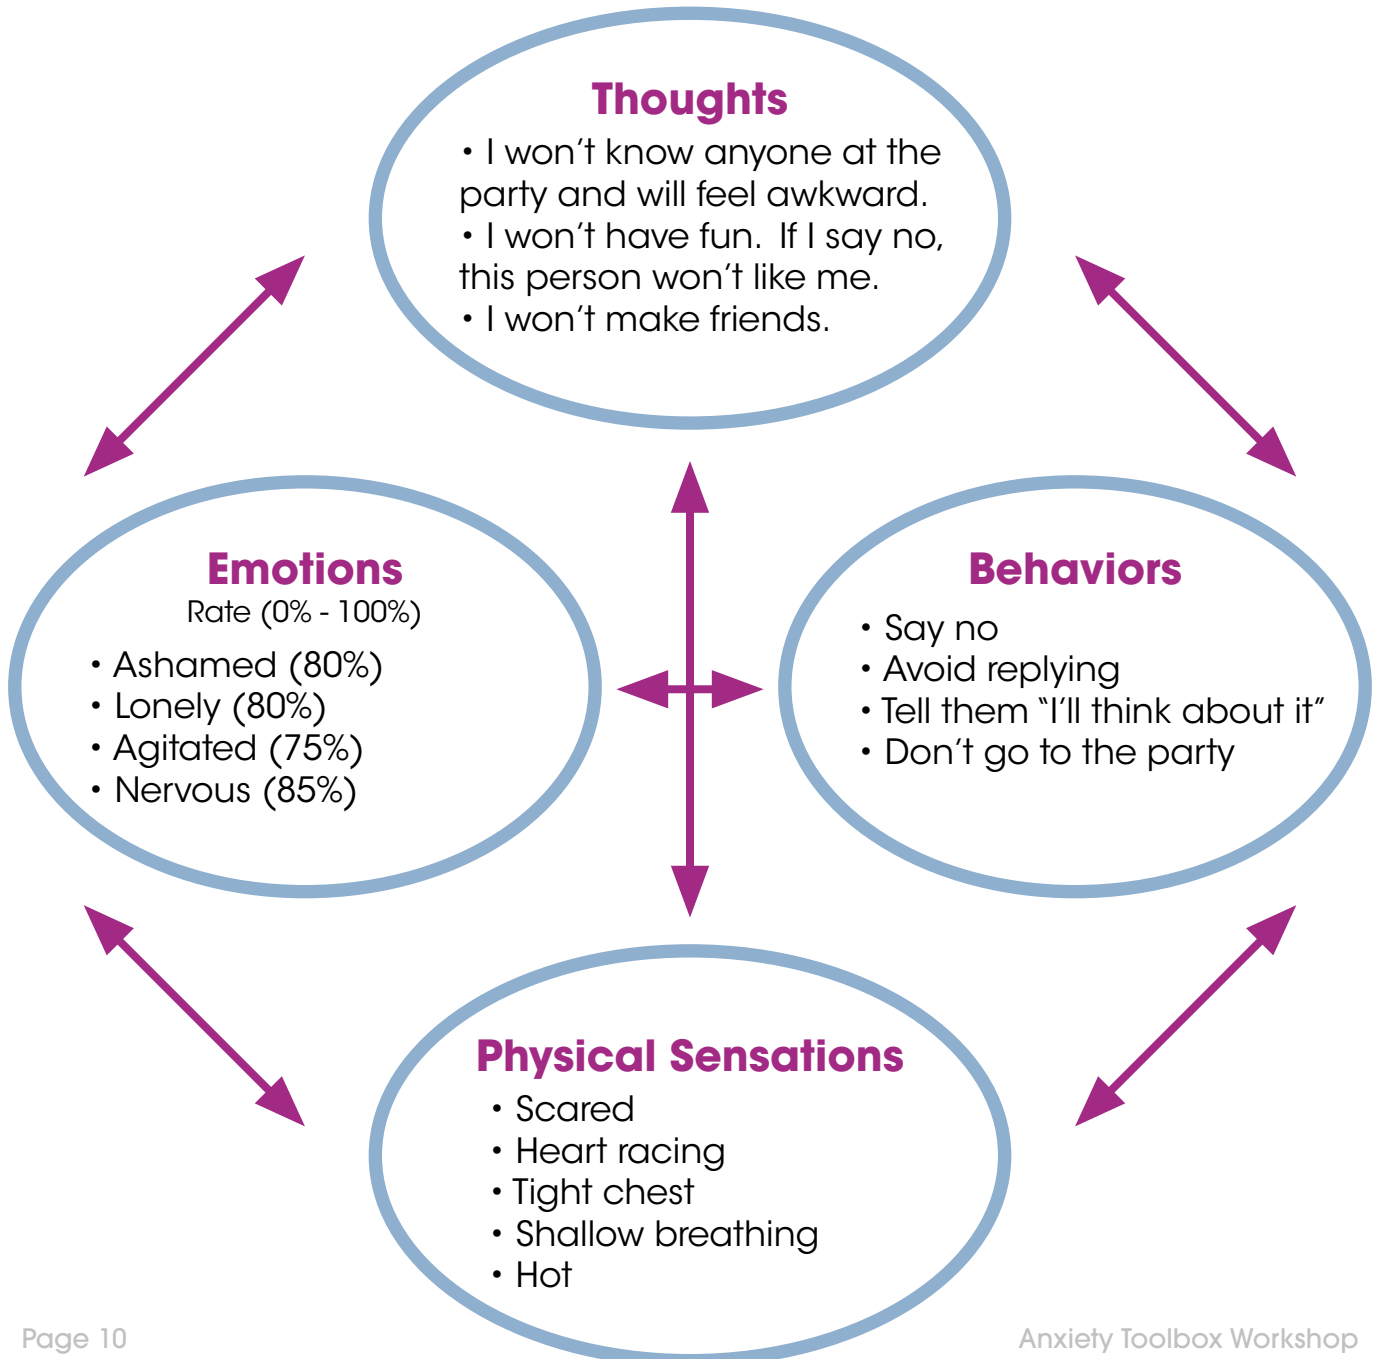 Thoughts
• I won’t know anyone at the
party and will feel awkward.
• I won’t have fun.  If I say no,
this person won’t like me.
• I won’t make friends.
Emotions
Rate (0% - 100%)
• Ashamed (80%)
• Lonely (80%)
• Agitated (75%)
• Nervous (85%)
Behaviors
• Say no
• Avoid replying
• Tell them “I’ll think about it”
• Don’t go to the party
Physical Sensations
• Scared
• Heart racing
• Tight chest
• Shallow breathing
• Hot
Page 10
Anxiety Toolbox Workshop